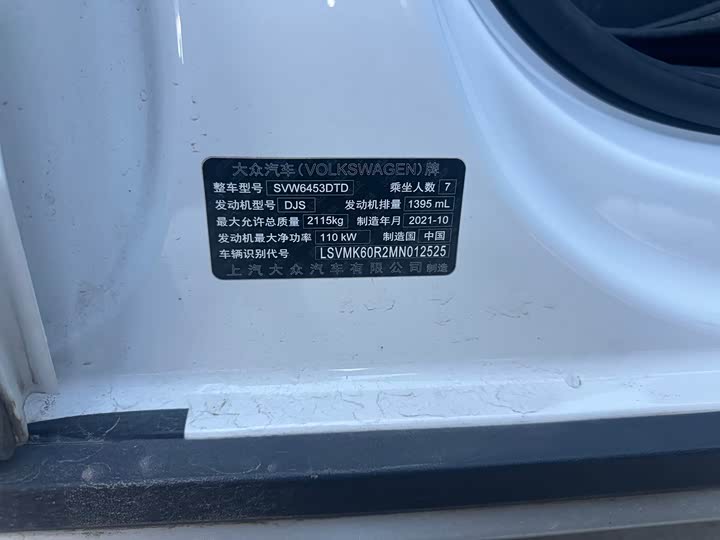 大众汽车(VOLKSWAGEN)牌
整车型号 SVW6453DTD 乘坐人数 7
发动机型号 DJS 发动机排量 1395 mL
最大允许总质量 2115kg 制造年月 2021-10
发动机最大净功率 110 kW 制造国 中国
车辆识别代号 LSVMK60R2MN012525
上汽大众汽车有限公司 制造